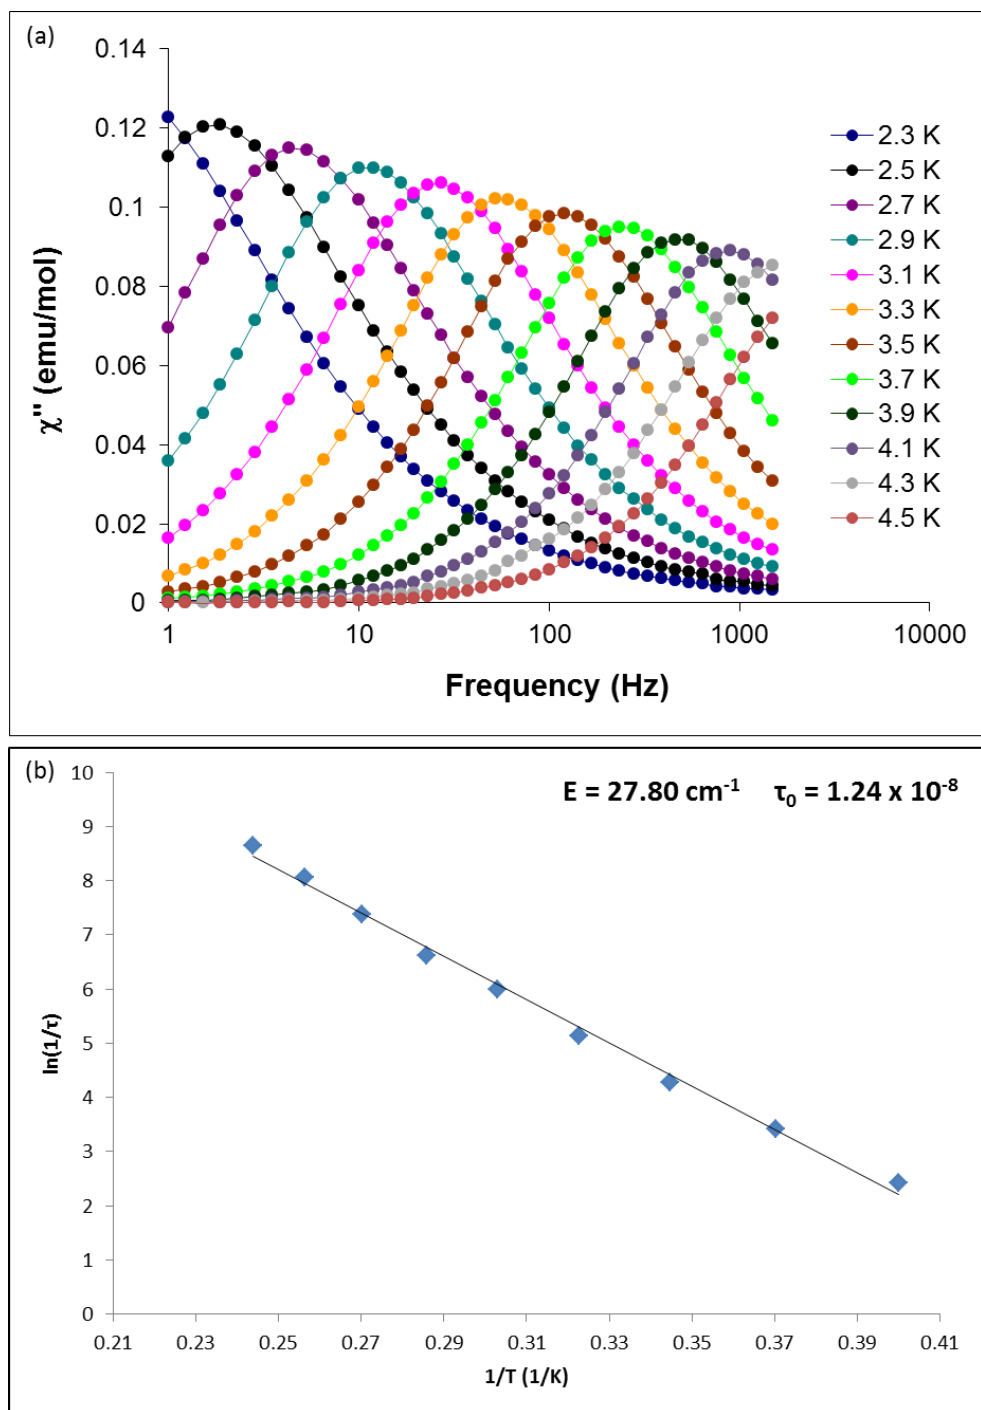 (a)
0.14
0.12
0.1
0.08
0.06
0.04
0.02
0
χ" (emu/mol)
1 10 100 1000 10000
Frequency (Hz)
2.3 K
2.5 K
2.7 K
2.9 K
3.1 K
3.3 K
3.5 K
3.7 K
3.9 K
4.1 K
4.3 K
4.5 K
(b)
E = 27.80 cm⁻¹ τ₀ = 1.24 x 10⁻⁸
10
9
8
7
6
5
4
3
2
1
0
ln(1/τ)
0.21 0.23 0.25 0.27 0.29 0.31 0.33 0.35 0.37 0.39 0.41
1/T (1/K)